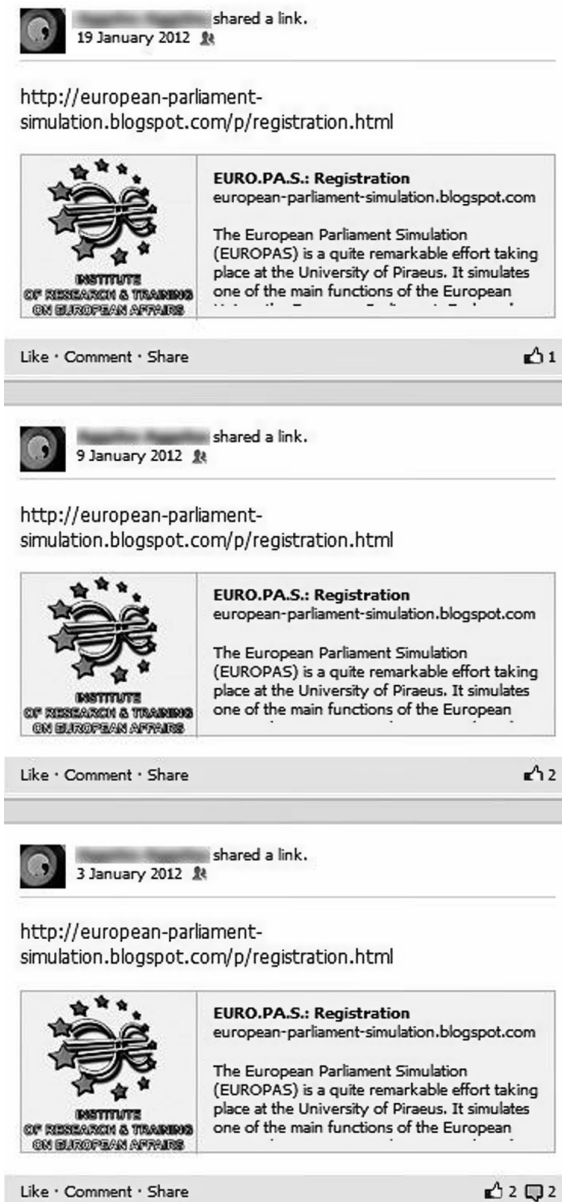 shared a link.
19 January 2012
http://european-parliament-
simulation.blogspot.com/p/registration.html
INSTITUTE
OF RESEARCH & TRAINING
ON EUROPEAN AFFAIRS
EURO.PA.S.: Registration
european-parliament-simulation.blogspot.com
The European Parliament Simulation
(EUROPAS) is a quite remarkable effort taking
place at the University of Piraeus. It simulates
one of the main functions of the European
Like · Comment · Share
1
shared a link.
9 January 2012
http://european-parliament-
simulation.blogspot.com/p/registration.html
INSTITUTE
OF RESEARCH & TRAINING
ON EUROPEAN AFFAIRS
EURO.PA.S.: Registration
european-parliament-simulation.blogspot.com
The European Parliament Simulation
(EUROPAS) is a quite remarkable effort taking
place at the University of Piraeus. It simulates
one of the main functions of the European
Like · Comment · Share
2
shared a link.
3 January 2012
http://european-parliament-
simulation.blogspot.com/p/registration.html
INSTITUTE
OF RESEARCH & TRAINING
ON EUROPEAN AFFAIRS
EURO.PA.S.: Registration
european-parliament-simulation.blogspot.com
The European Parliament Simulation
(EUROPAS) is a quite remarkable effort taking
place at the University of Piraeus. It simulates
one of the main functions of the European
Like · Comment · Share
2 2